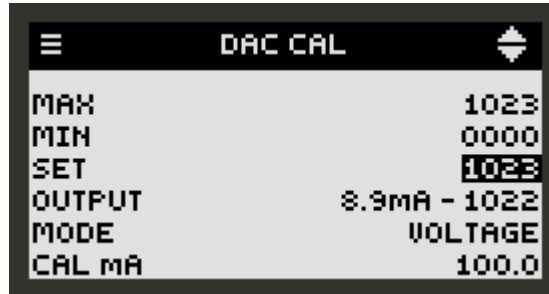 DAC CAL
MAX 1023
MIN 0000
SET 1023
OUTPUT 8.9mA - 1022
MODE VOLTAGE
CAL MA 100.0